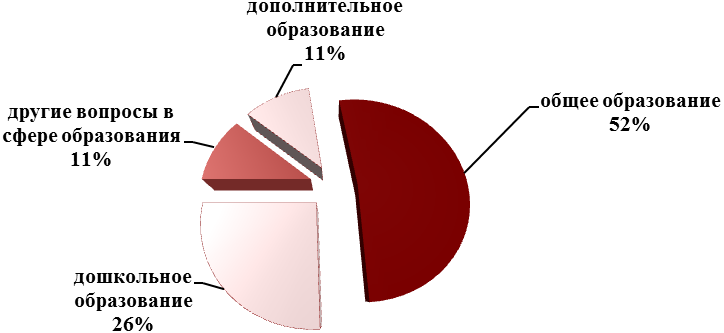 дополнительное
образование
11%
общее образование
52%
другие вопросы в
сфере образования
11%
дошкольное
образование
26%